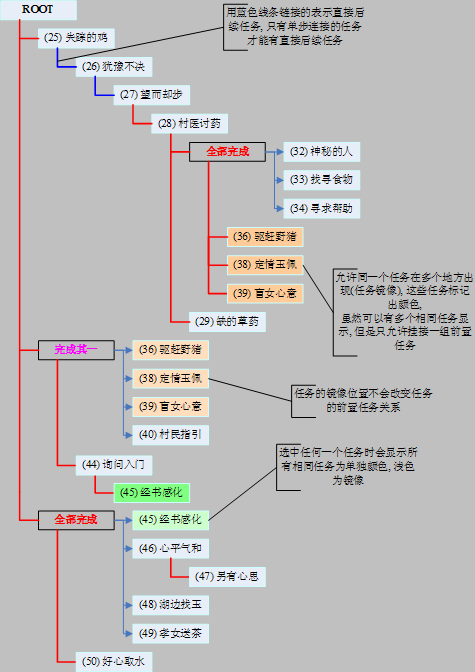 ROOT
用蓝色线条链接的表示直接后
续任务, 只有单步连接的任务
才能有直接后续任务
(25) 失踪的鸡
(26) 犹豫不决
(27) 望而却步
(28) 村医讨药
全部完成
(32) 神秘的人
(33) 找寻食物
(34) 寻求帮助
(36) 驱赶野猪
(38) 定情玉佩
(39) 盲女心意
允许同一个任务在多个地方出
现(任务镜像), 这些任务标记
出颜色,
虽然可以有多个相同任务显
示, 但是只允许挂接一组前置
任务
(29) 缺的草药
完成其一
(36) 驱赶野猪
(38) 定情玉佩
(39) 盲女心意
(40) 村民指引
任务的镜像位置不会改变任务
的前置任务关系
(44) 询问入门
(45) 经书感化
选中任何一个任务时会显示所
有相同任务为单独颜色, 浅色
为镜像
全部完成
(45) 经书感化
(46) 心平气和
(47) 另有心思
(48) 湖边找玉
(49) 孝女送茶
(50) 好心取水